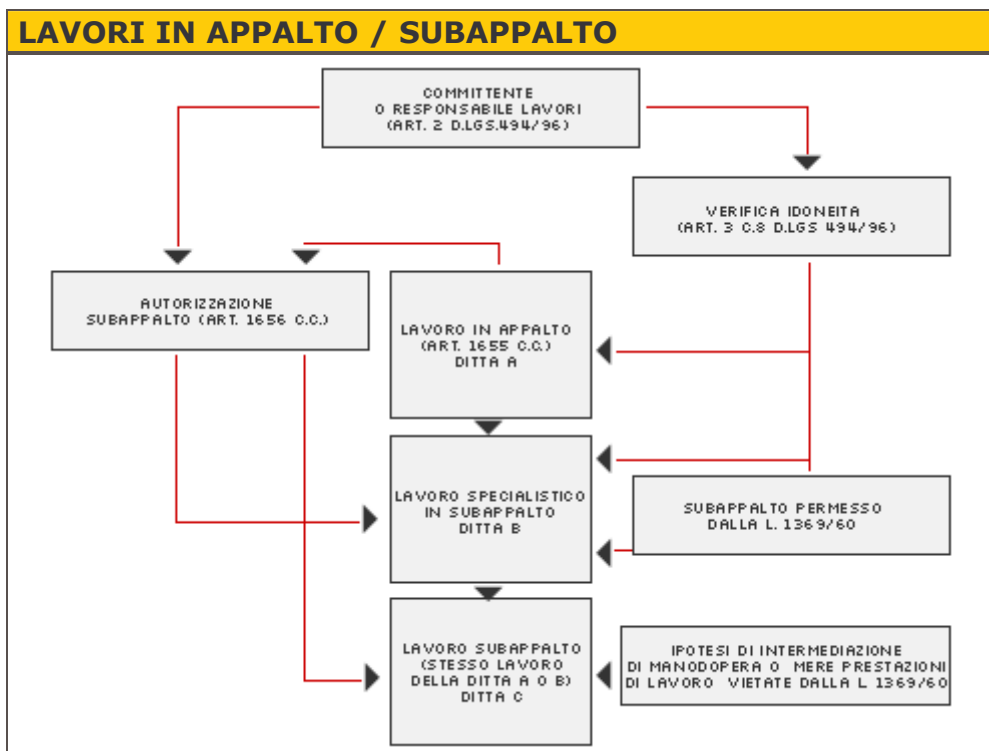 LAVORI IN APPALTO / SUBAPPALTO
COMMITTENTE
O RESPONSABILE LAVORI
(ART. 2 D.LGS.494/96)
VERIFICA IDONEITA
(ART. 3 C.8 D.LGS 494/96)
AUTORIZZAZIONE
SUBAPPALTO (ART. 1656 C.C.)
LAVORO IN APPALTO
(ART. 1655 C.C.)
DITTA A
LAVORO SPECIALISTICO
IN SUBAPPALTO
DITTA B
SUBAPPALTO PERMESSO
DALLA L. 1369/60
LAVORO SUBAPPALTO
(STESSO LAVORO
DELLA DITTA A O B)
DITTA C
IPOTESI DI INTERMEDIAZIONE
DI MANODOPERA O MERE PRESTAZIONI
DI LAVORO VIETATE DALLA L 1369/60